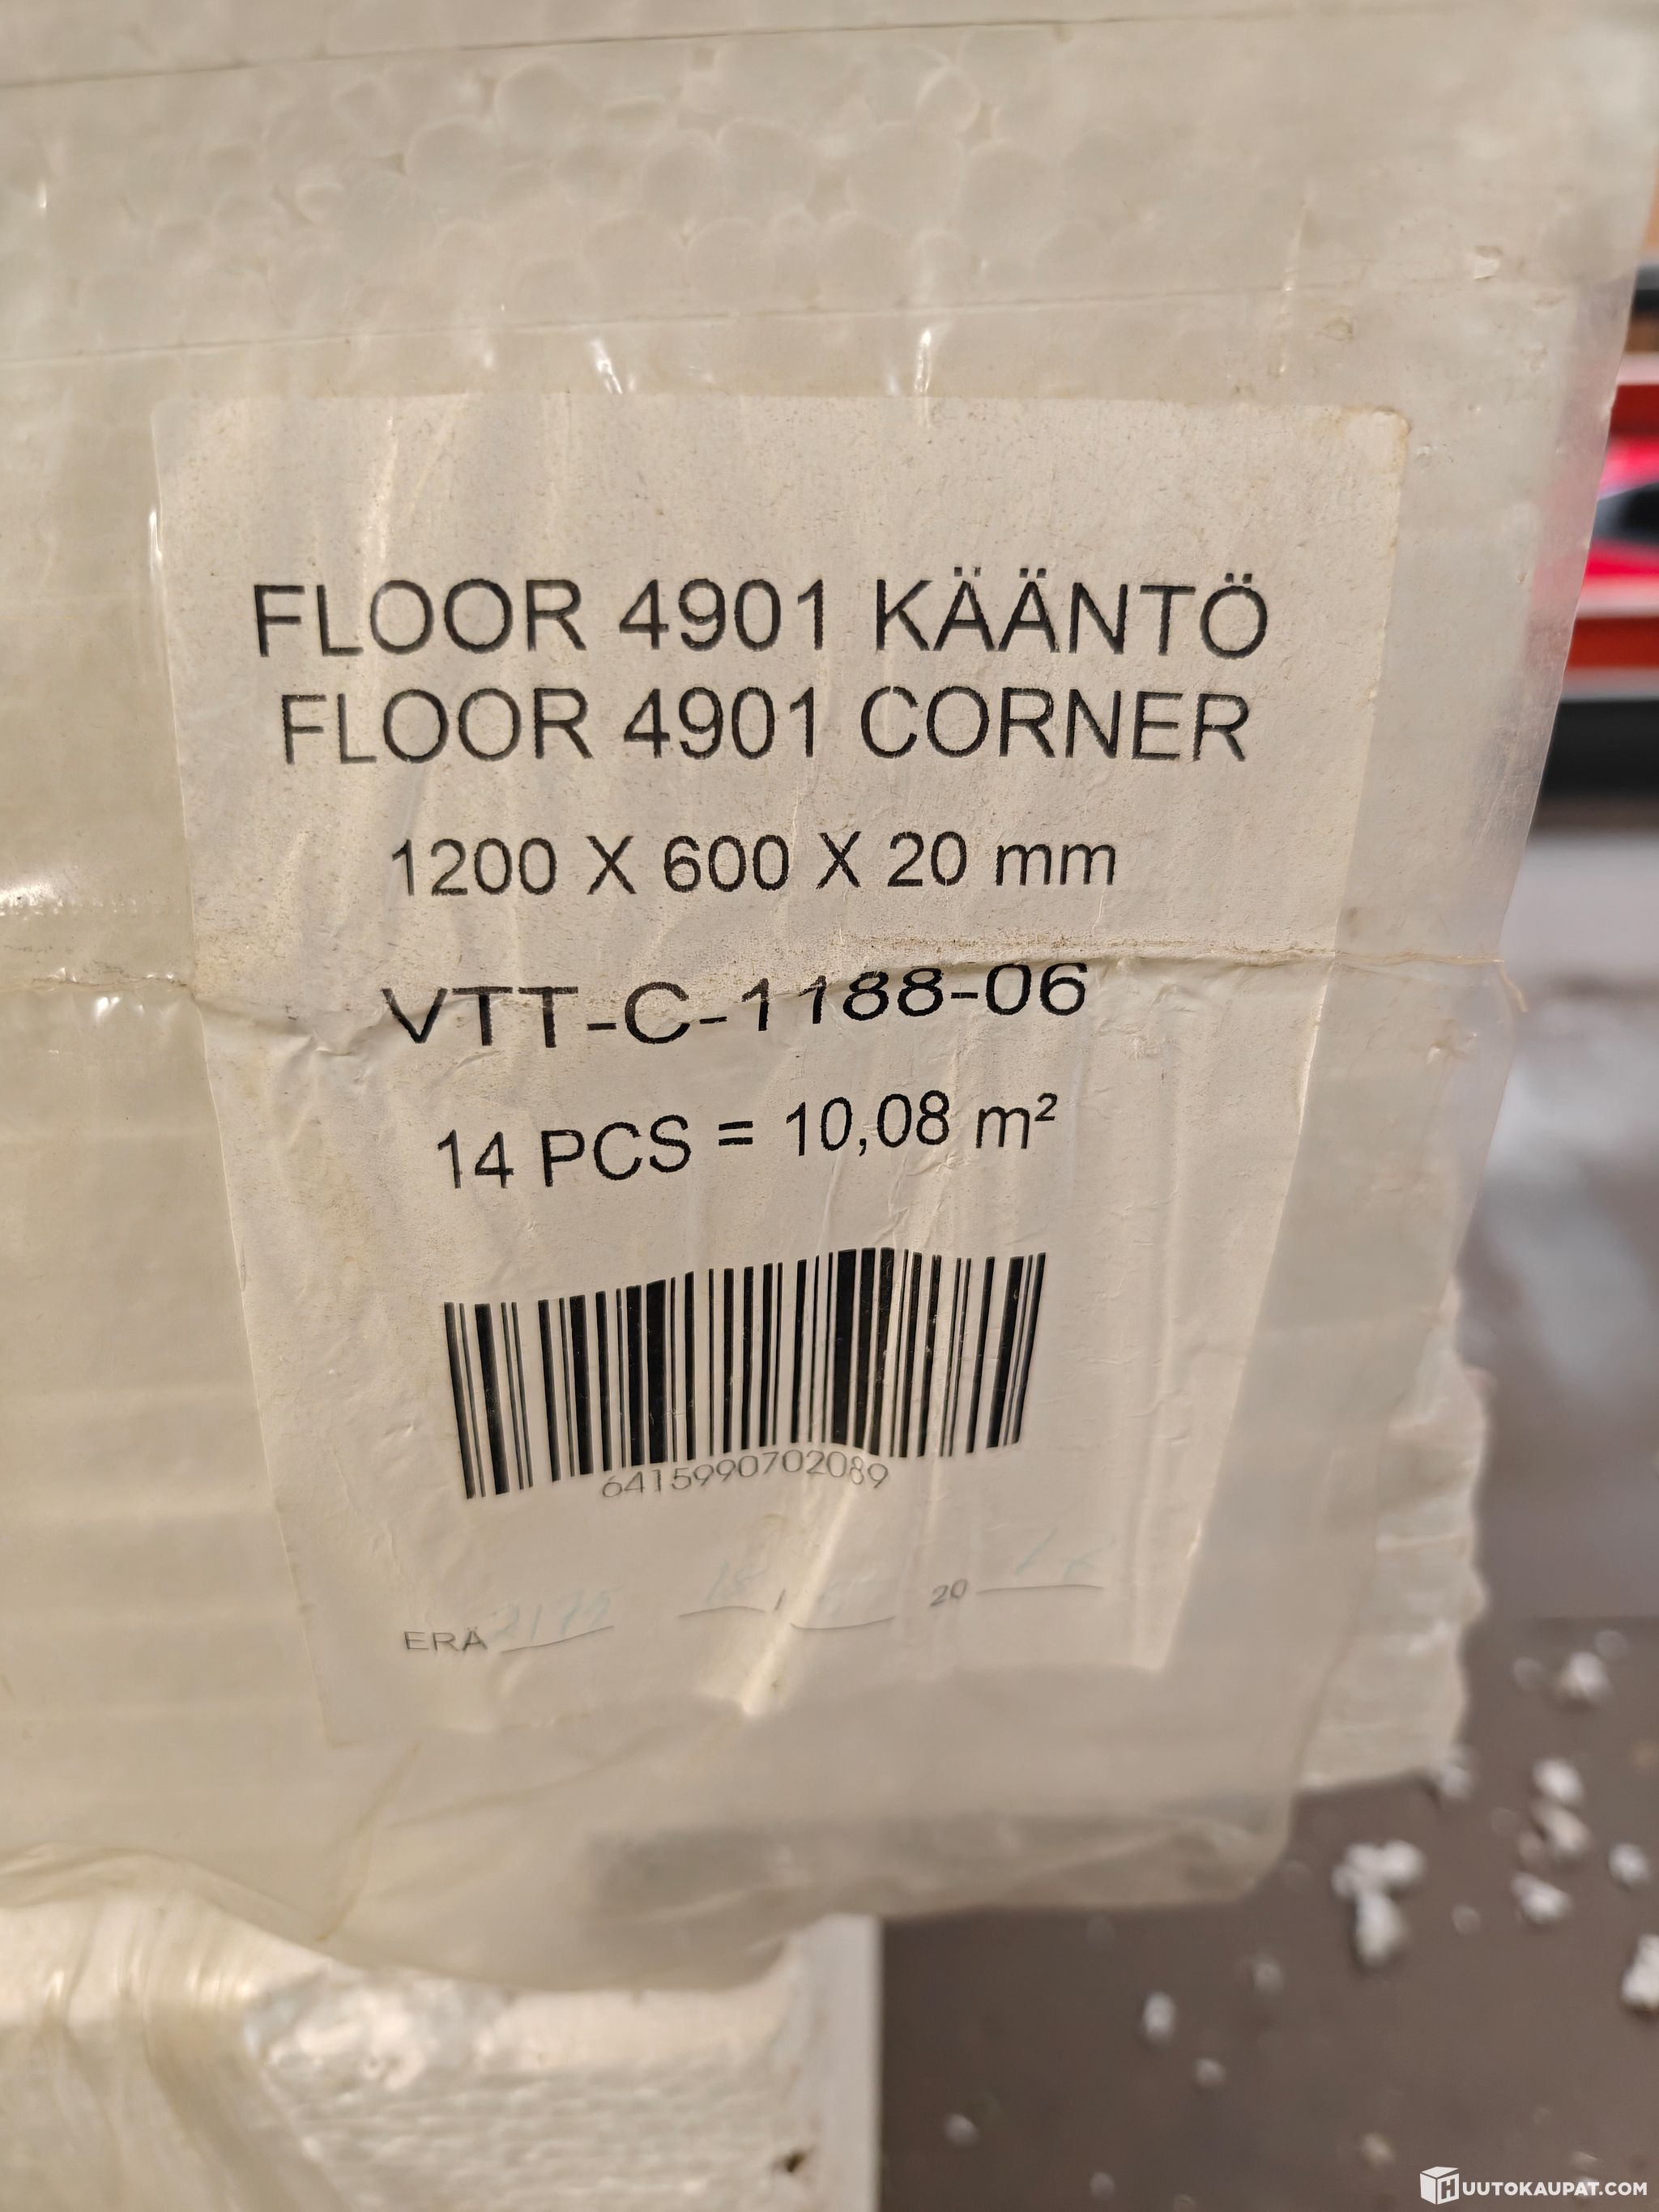 FLOOR 4901 KÄÄNTÖ
FLOOR 4901 CORNER
1200 X 600 X 20 mm
VTT-C-1188-06
14 PCS = 10,08 m²
6415990702089
ERÄ 2175 / 20
HUUTOKAUPAT.COM